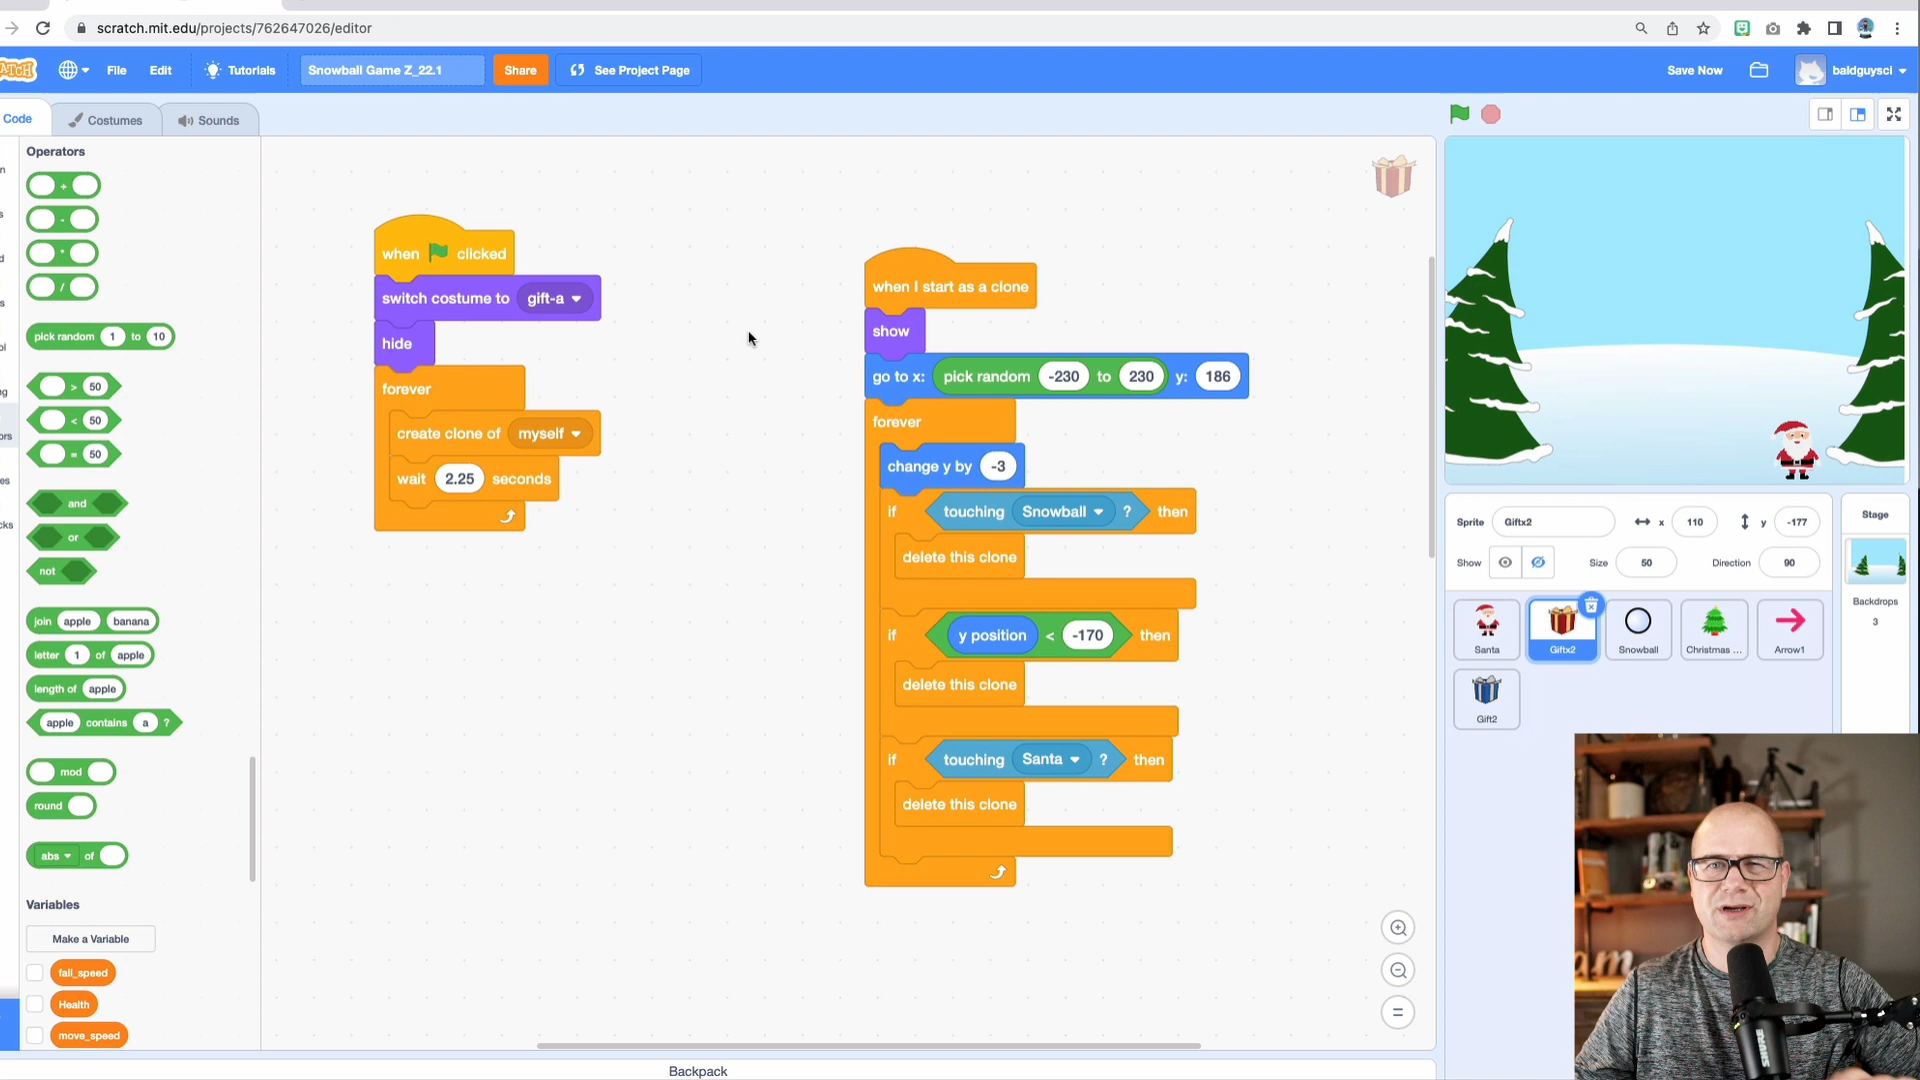 scratch.mit.edu/projects/762647026/editor
File
Edit
Tutorials
Snowball Game Z_22.1
Share
See Project Page
Save Now
baldguysci
Code
Costumes
Sounds
Operators
+
-
*
/
pick random 1 to 10
> 50
< 50
= 50
and
or
not
join apple banana
letter 1 of apple
length of apple
apple contains a ?
mod
round
abs of
Variables
Make a Variable
fall_speed
Health
move_speed
when clicked
switch costume to gift-a
hide
forever
create clone of myself
wait 2.25 seconds
when I start as a clone
show
go to x: pick random -230 to 230 y: 186
forever
change y by -3
if touching Snowball ? then
delete this clone
if y position < -170 then
delete this clone
if touching Santa ? then
delete this clone
Sprite Giftx2 x 110 y -177
Show Size 50 Direction 90
Santa
Giftx2
Snowball
Christmas ...
Arrow1
Gift2
Stage
Backdrops
3
Backpack